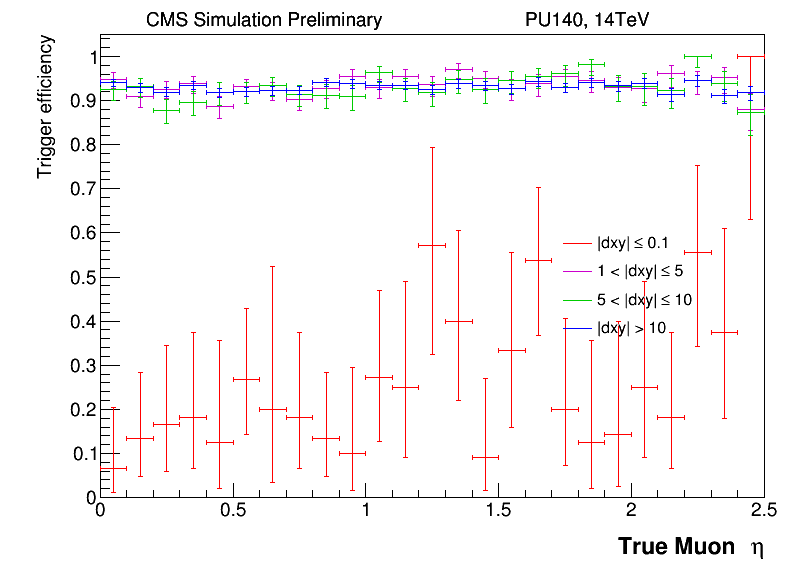 CMS Simulation Preliminary PU140, 14TeV
Trigger efficiency
1
0.9
0.8
0.7
0.6
0.5
0.4
0.3
0.2
0.1
0
|dxy| ≤ 0.1
1 < |dxy| ≤ 5
5 < |dxy| ≤ 10
|dxy| > 10
0 0.5 1 1.5 2 2.5
True Muon η